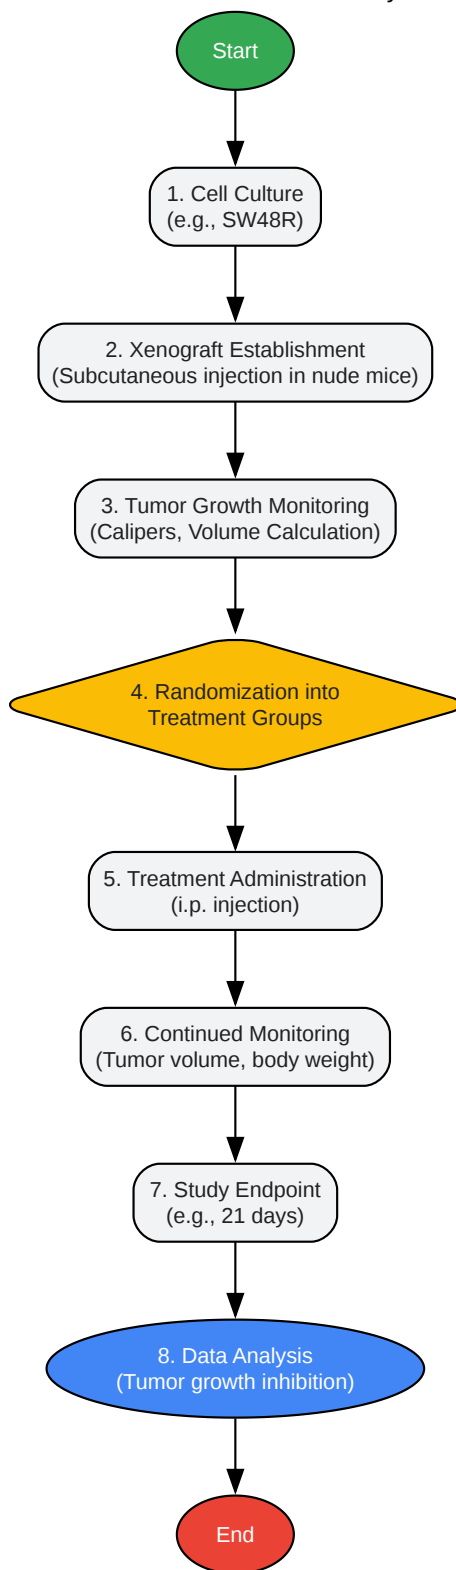 Start
1. Cell Culture
(e.g., SW48R)
2. Xenograft Establishment
(Subcutaneous injection in nude mice)
3. Tumor Growth Monitoring
(Calipers, Volume Calculation)
4. Randomization into
Treatment Groups
5. Treatment Administration
(i.p. injection)
6. Continued Monitoring
(Tumor volume, body weight)
7. Study Endpoint
(e.g., 21 days)
8. Data Analysis
(Tumor growth inhibition)
End